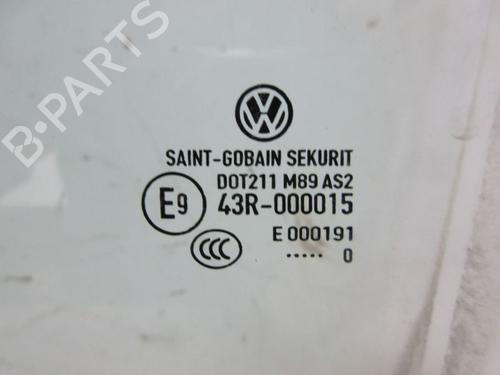 B-PARTS
SAINT-GOBAIN SEKURIT
DOT211 M89 AS2
E9 43R-000015
E 000191
CCC ..... 0